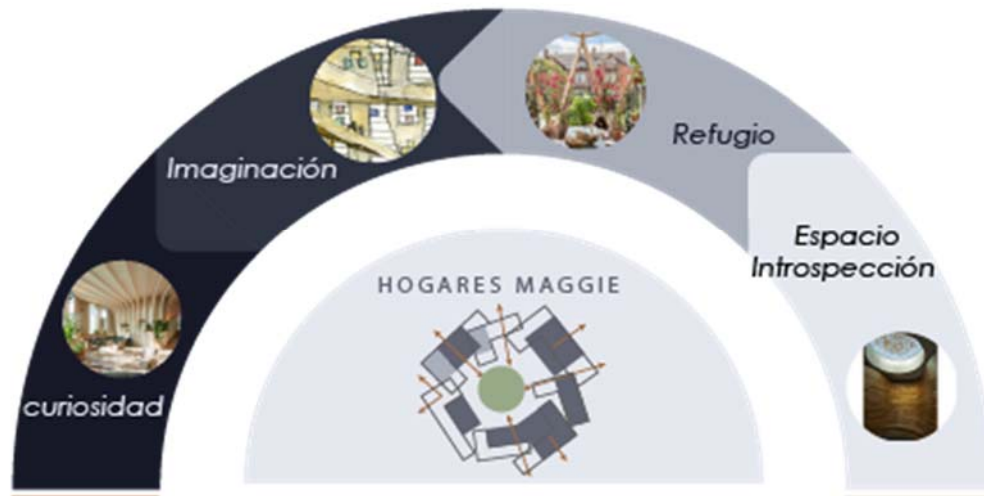 Imaginación
Refugio
Espacio
Introspección
HOGARES MAGGIE
curiosidad